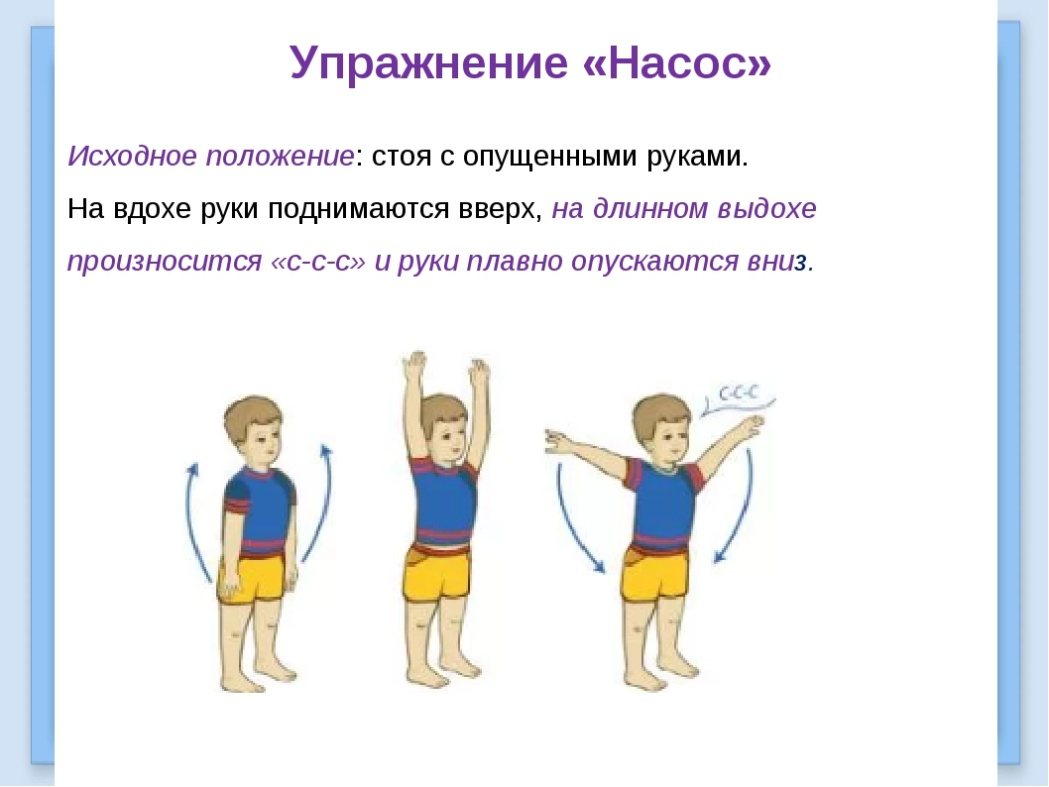 Упражнение «Насос»
Исходное положение: стоя с опущенными руками.
На вдохе руки поднимаются вверх, на длинном выдохе
произносится «с-с-с» и руки плавно опускаются вниз.
с-с-с